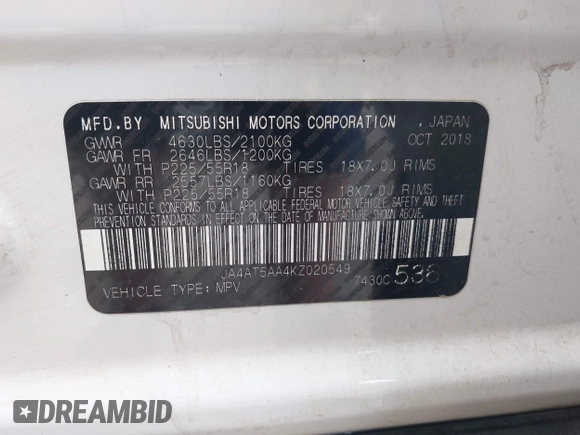 MFD.BY MITSUBISHI MOTORS CORPORATION . JAPAN
GVWR 4630LBS/2100KG OCT 2018
GAWR FR 2646LBS/1200KG
WITH P225/55R18 TIRES 18X7.0J RIMS
GAWR RR 2557LBS/1160KG
WITH P225/55R18 TIRES 18X7.0J RIMS
THIS VEHICLE CONFORMS TO ALL APPLICABLE FEDERAL MOTOR VEHICLE SAFETY AND THEFT
PREVENTION STANDARDS IN EFFECT ON THE DATE OF MANUFACTURE SHOWN ABOVE.
JA4AT5AA4KZ020549
VEHICLE TYPE: MPV 7430C 536
DREAMBID